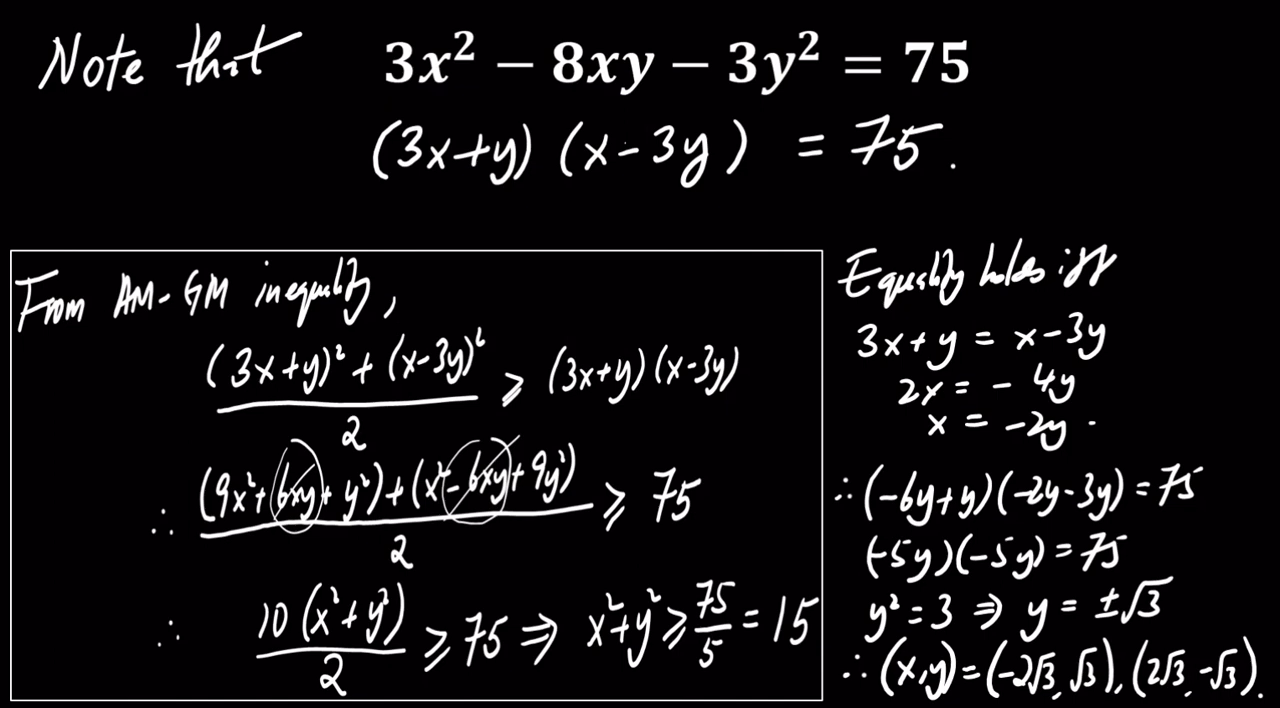 Note that 3x² − 8xy − 3y² = 75
(3x+y) (x-3y) = 75.
From AM-GM inequality,
((3x+y)² + (x-3y)²)/2 ≥ (3x+y)(x-3y)
∴ ((9x²+6xy+y²)+(x²-6xy+9y²))/2 ≥ 75
∴ 10(x²+y²)/2 ≥ 75 ⇒ x²+y² ≥ 75/5 = 15
Equality holds iff
3x+y = x-3y
2x = -4y
x = -2y.
∴ (-6y+y)(-2y-3y) = 75
(-5y)(-5y) = 75
y² = 3 ⇒ y = ±√3
∴ (x,y) = (-2√3, √3), (2√3, -√3).